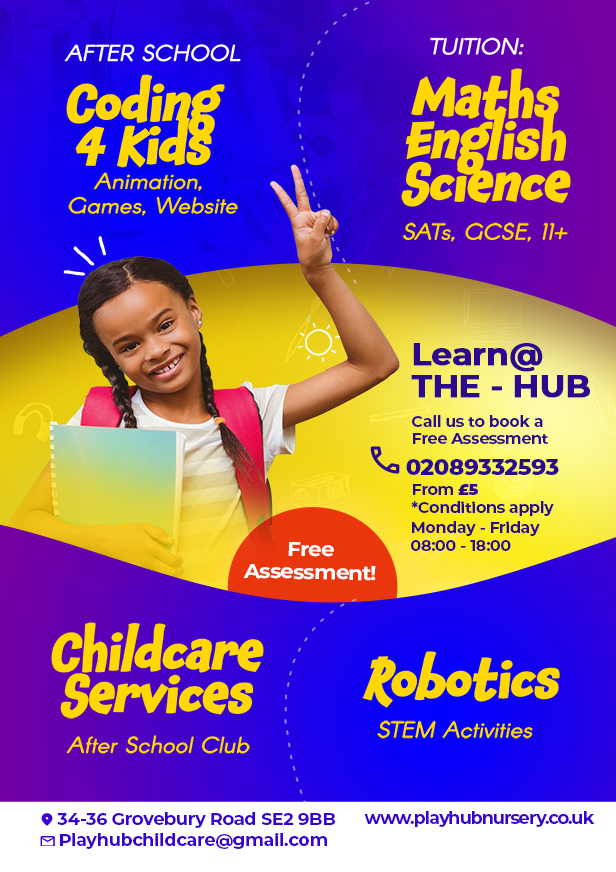 AFTER SCHOOL
Coding
4 Kids
Animation,
Games, Website
TUITION:
Maths
English
Science
SATs, GCSE, 11+
Learn@
THE - HUB
Call us to book a
Free Assessment
02089332593
From £5
*Conditions apply
Monday - Friday
08:00 - 18:00
Free
Assessment!
Childcare
Services
After School Club
Robotics
STEM Activities
34-36 Grovebury Road SE2 9BB
Playhubchildcare@gmail.com
www.playhubnursery.co.uk